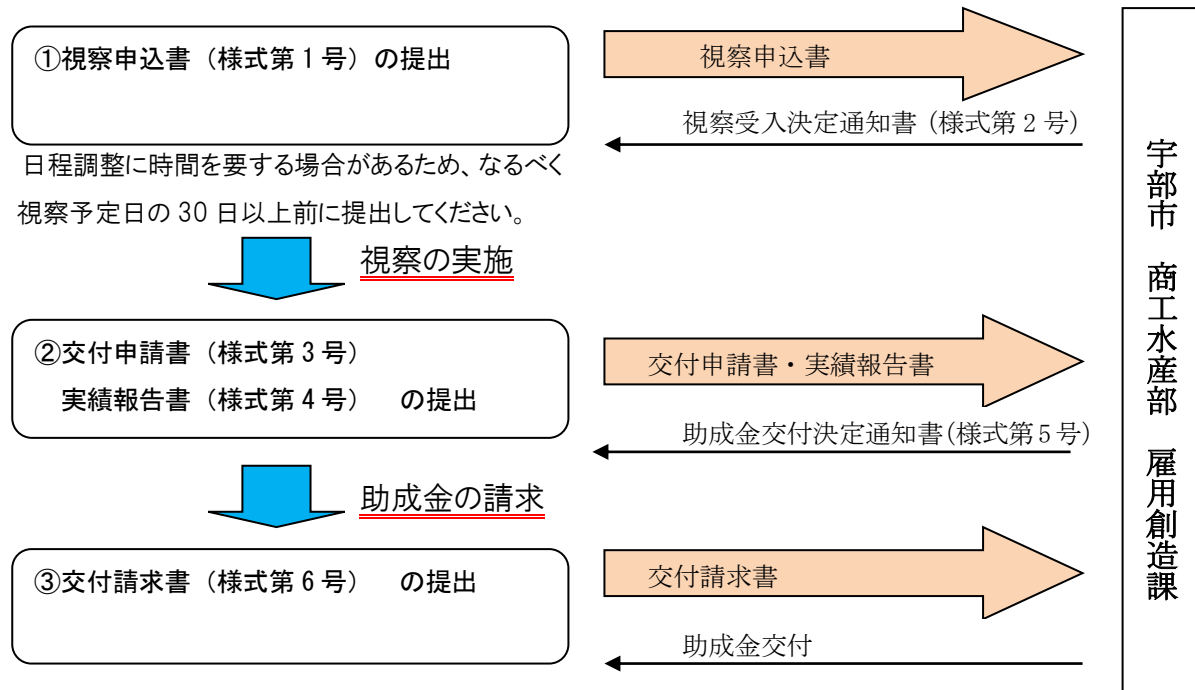 ①視察申込書（様式第1号）の提出
視察申込書
視察受入決定通知書（様式第2号）
日程調整に時間を要する場合があるため、なるべく
視察予定日の30日以上前に提出してください。
視察の実施
②交付申請書（様式第3号）
実績報告書（様式第4号）　の提出
交付申請書・実績報告書
助成金交付決定通知書(様式第5号)
助成金の請求
③交付請求書（様式第6号）　の提出
交付請求書
助成金交付
宇部市　商工水産部　雇用創造課